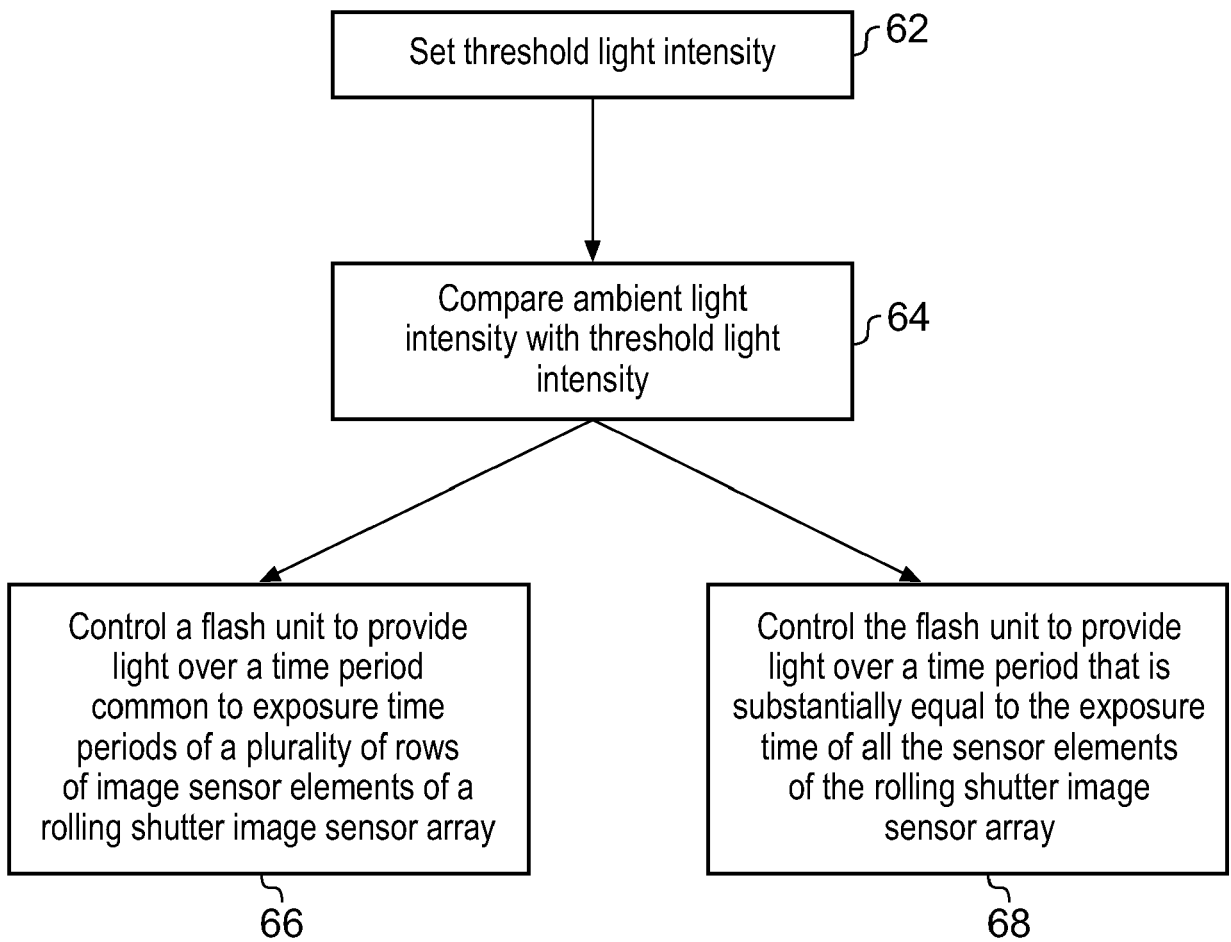 Set threshold light intensity
62
Compare ambient light
intensity with threshold light
intensity
64
Control a flash unit to provide
light over a time period
common to exposure time
periods of a plurality of rows
of image sensor elements of a
rolling shutter image sensor array
66
Control the flash unit to provide
light over a time period that is
substantially equal to the exposure
time of all the sensor elements
of the rolling shutter image
sensor array
68